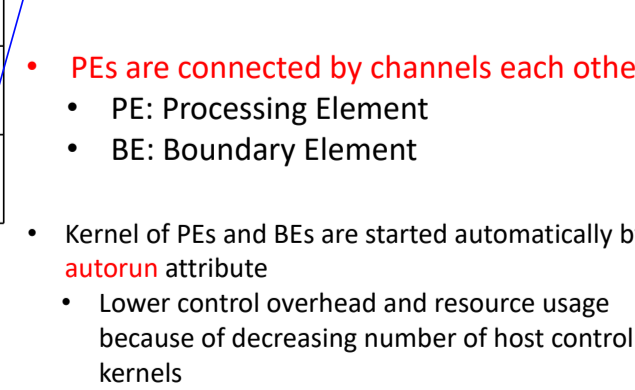 • PEs are connected by channels each othe
• PE: Processing Element
• BE: Boundary Element
• Kernel of PEs and BEs are started automatically b
autorun attribute
• Lower control overhead and resource usage
because of decreasing number of host control
kernels